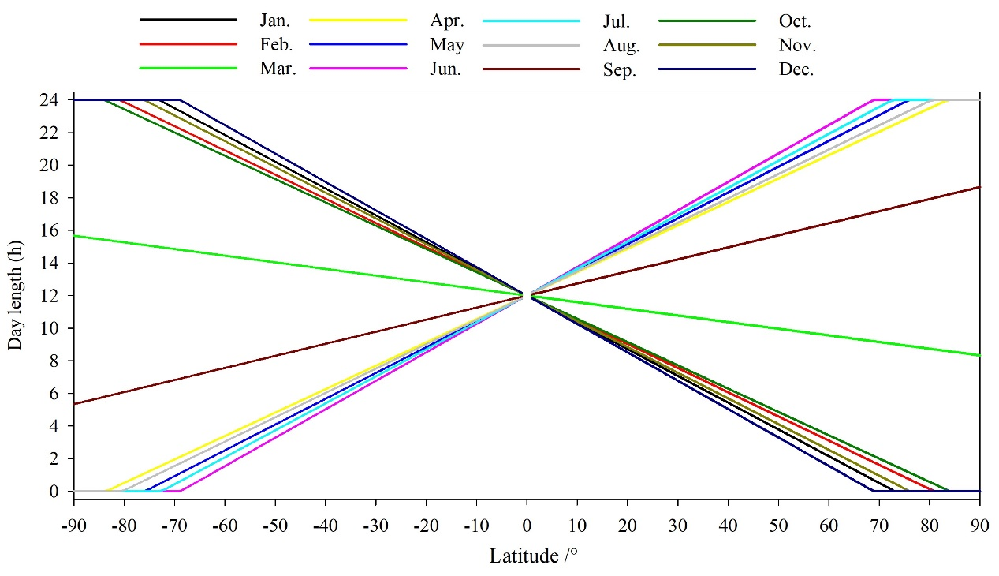 Jan. Apr. Jul. Oct.
Feb. May Aug. Nov.
Mar. Jun. Sep. Dec.
24
22
20
18
16
14
12
10
8
6
4
2
0
Day length (h)
-90 -80 -70 -60 -50 -40 -30 -20 -10 0 10 20 30 40 50 60 70 80 90
Latitude /°